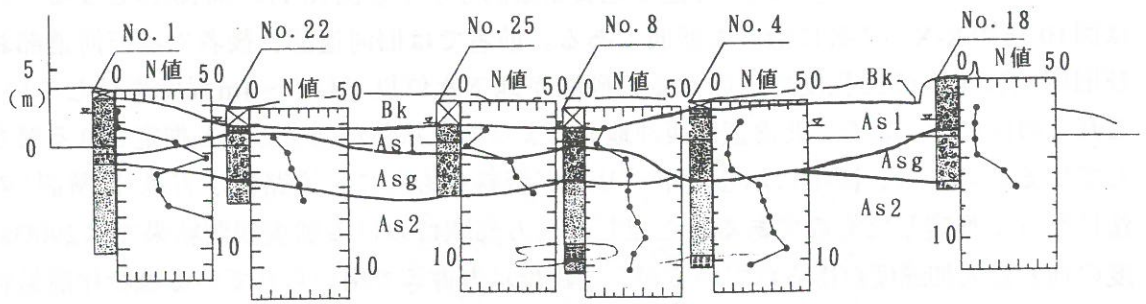 No.1 No.22 No.25 No.8 No.4 No.18
0 N値 50 0 N値 50 0 N値 50 0 N値 50 0 N値 50 0 N値 50
5
(m)
0
Bk Bk
As1 As1
Asg Asg
As2 As2
10 10 10 10 10 10